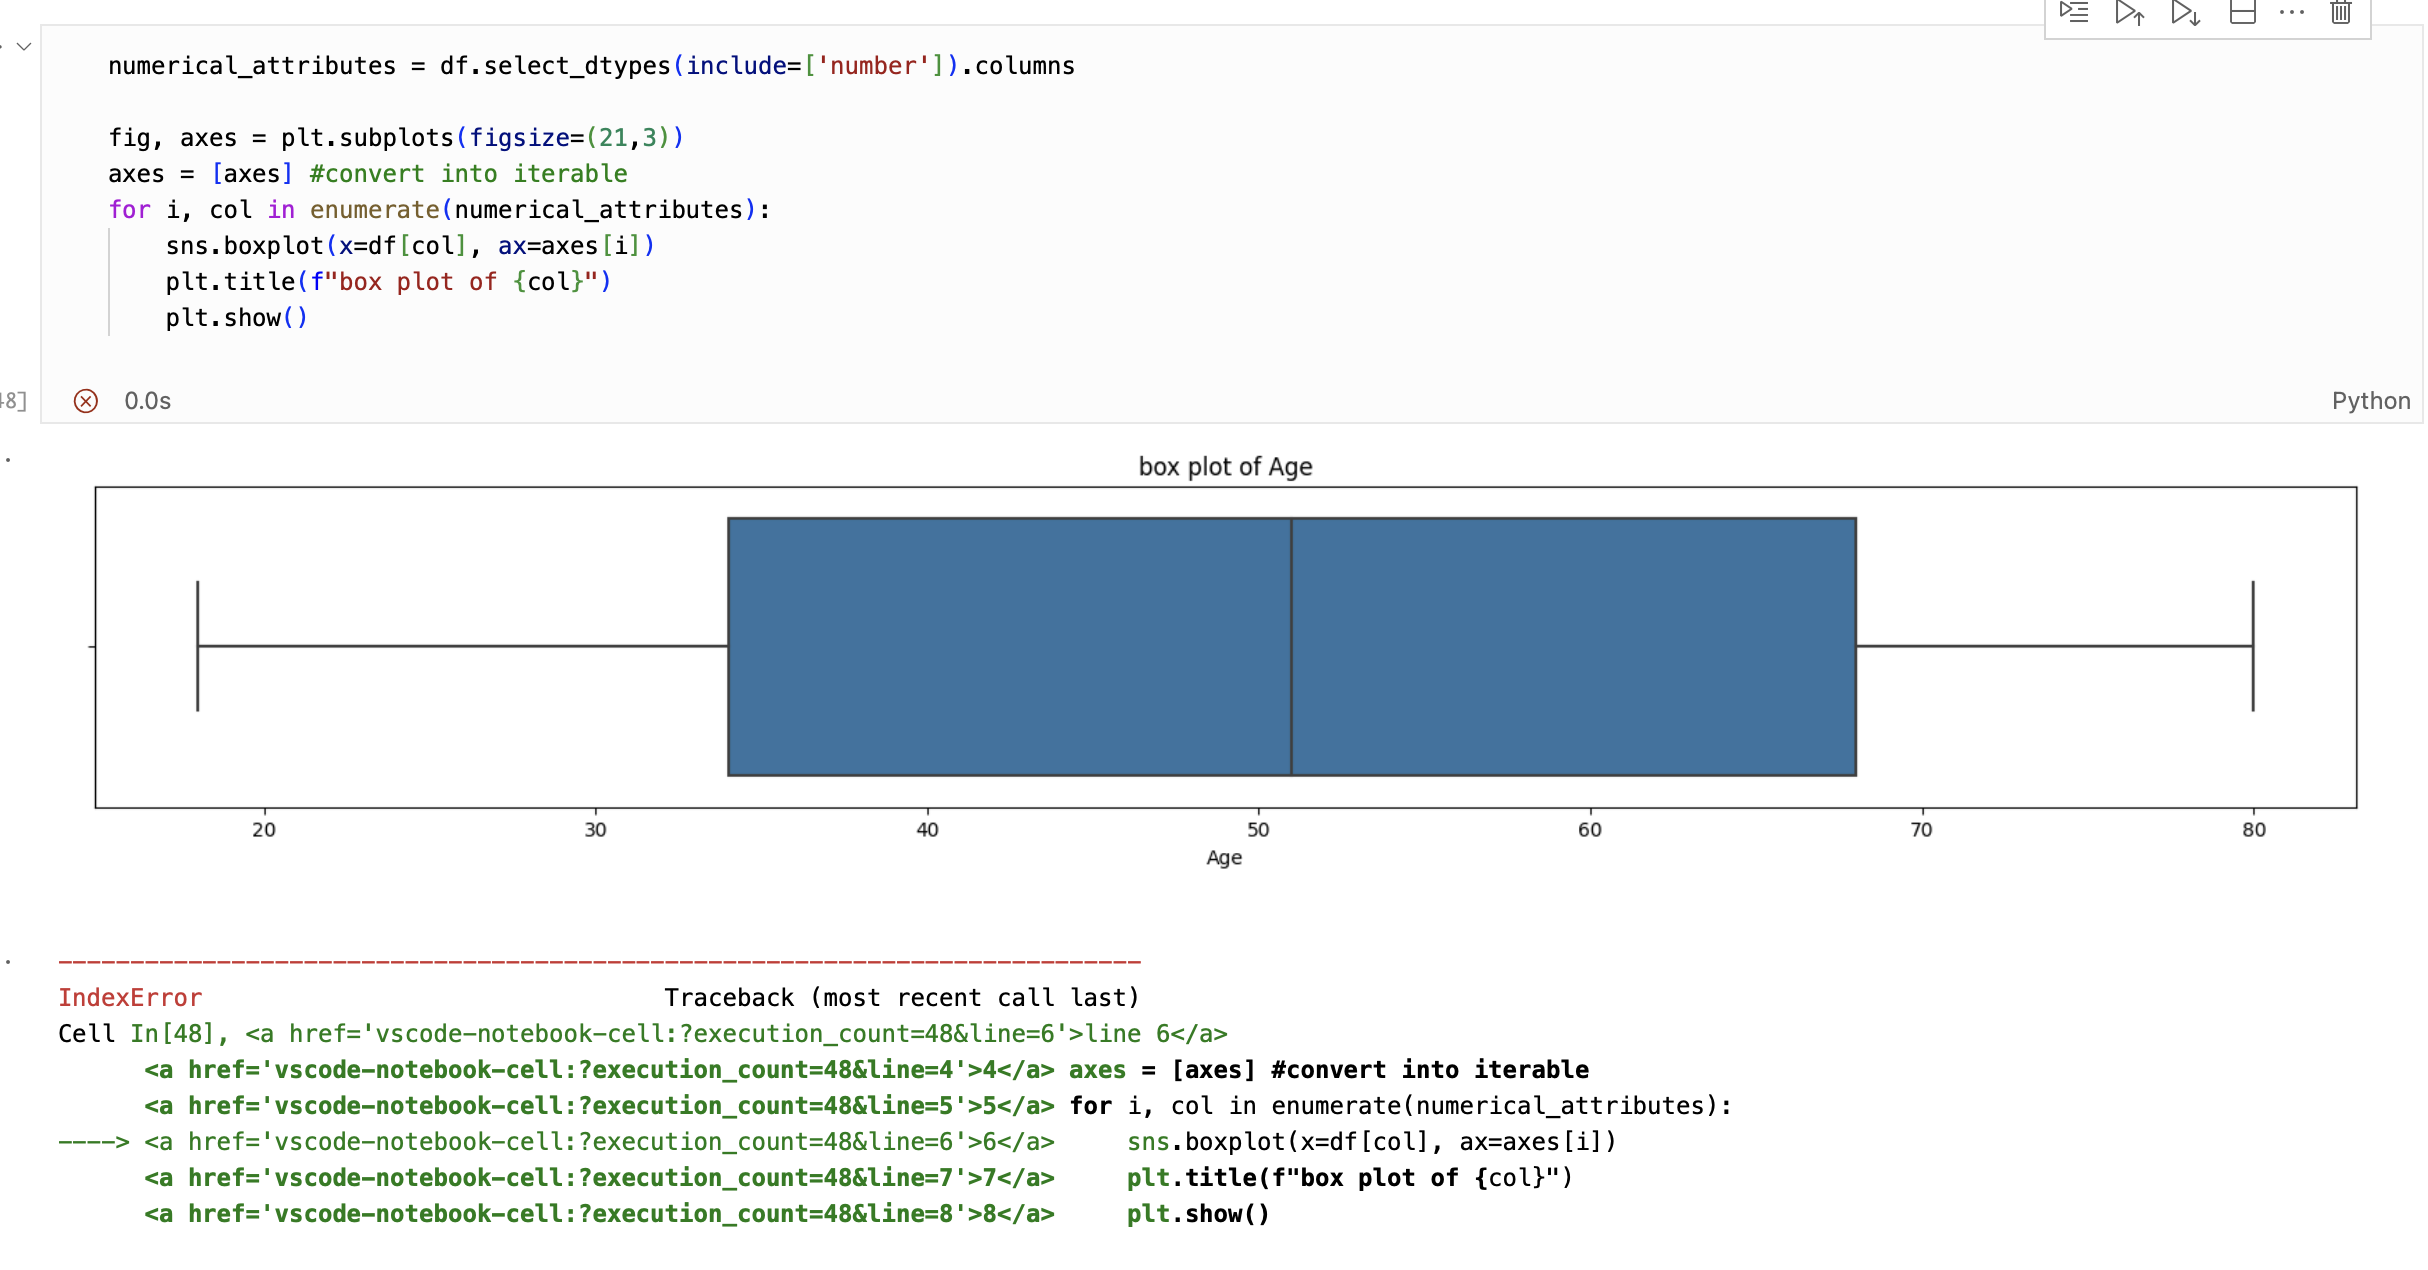 numerical_attributes = df.select_dtypes(include=['number']).columns
fig, axes = plt.subplots(figsize=(21,3))
axes = [axes] #convert into iterable
for i, col in enumerate(numerical_attributes):
    sns.boxplot(x=df[col], ax=axes[i])
    plt.title(f"box plot of {col}")
    plt.show()
48]
0.0s
Python
box plot of Age
20 30 40 50 60 70 80
Age
---------------------------------------------------------------------------
IndexError                                Traceback (most recent call last)
Cell In[48], <a href='vscode-notebook-cell:?execution_count=48&line=6'>line 6</a>
      <a href='vscode-notebook-cell:?execution_count=48&line=4'>4</a> axes = [axes] #convert into iterable
      <a href='vscode-notebook-cell:?execution_count=48&line=5'>5</a> for i, col in enumerate(numerical_attributes):
----> <a href='vscode-notebook-cell:?execution_count=48&line=6'>6</a>     sns.boxplot(x=df[col], ax=axes[i])
      <a href='vscode-notebook-cell:?execution_count=48&line=7'>7</a>     plt.title(f"box plot of {col}")
      <a href='vscode-notebook-cell:?execution_count=48&line=8'>8</a>     plt.show()